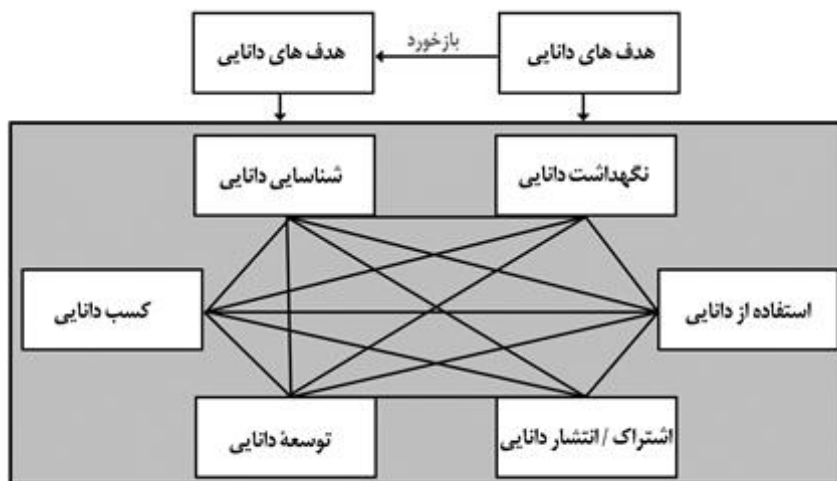 هدف های دانایی
بازخورد
هدف های دانایی
نگهداشت دانایی
شناسایی دانایی
استفاده از دانایی
کسب دانایی
اشتراک / انتشار دانایی
توسعۀ دانایی